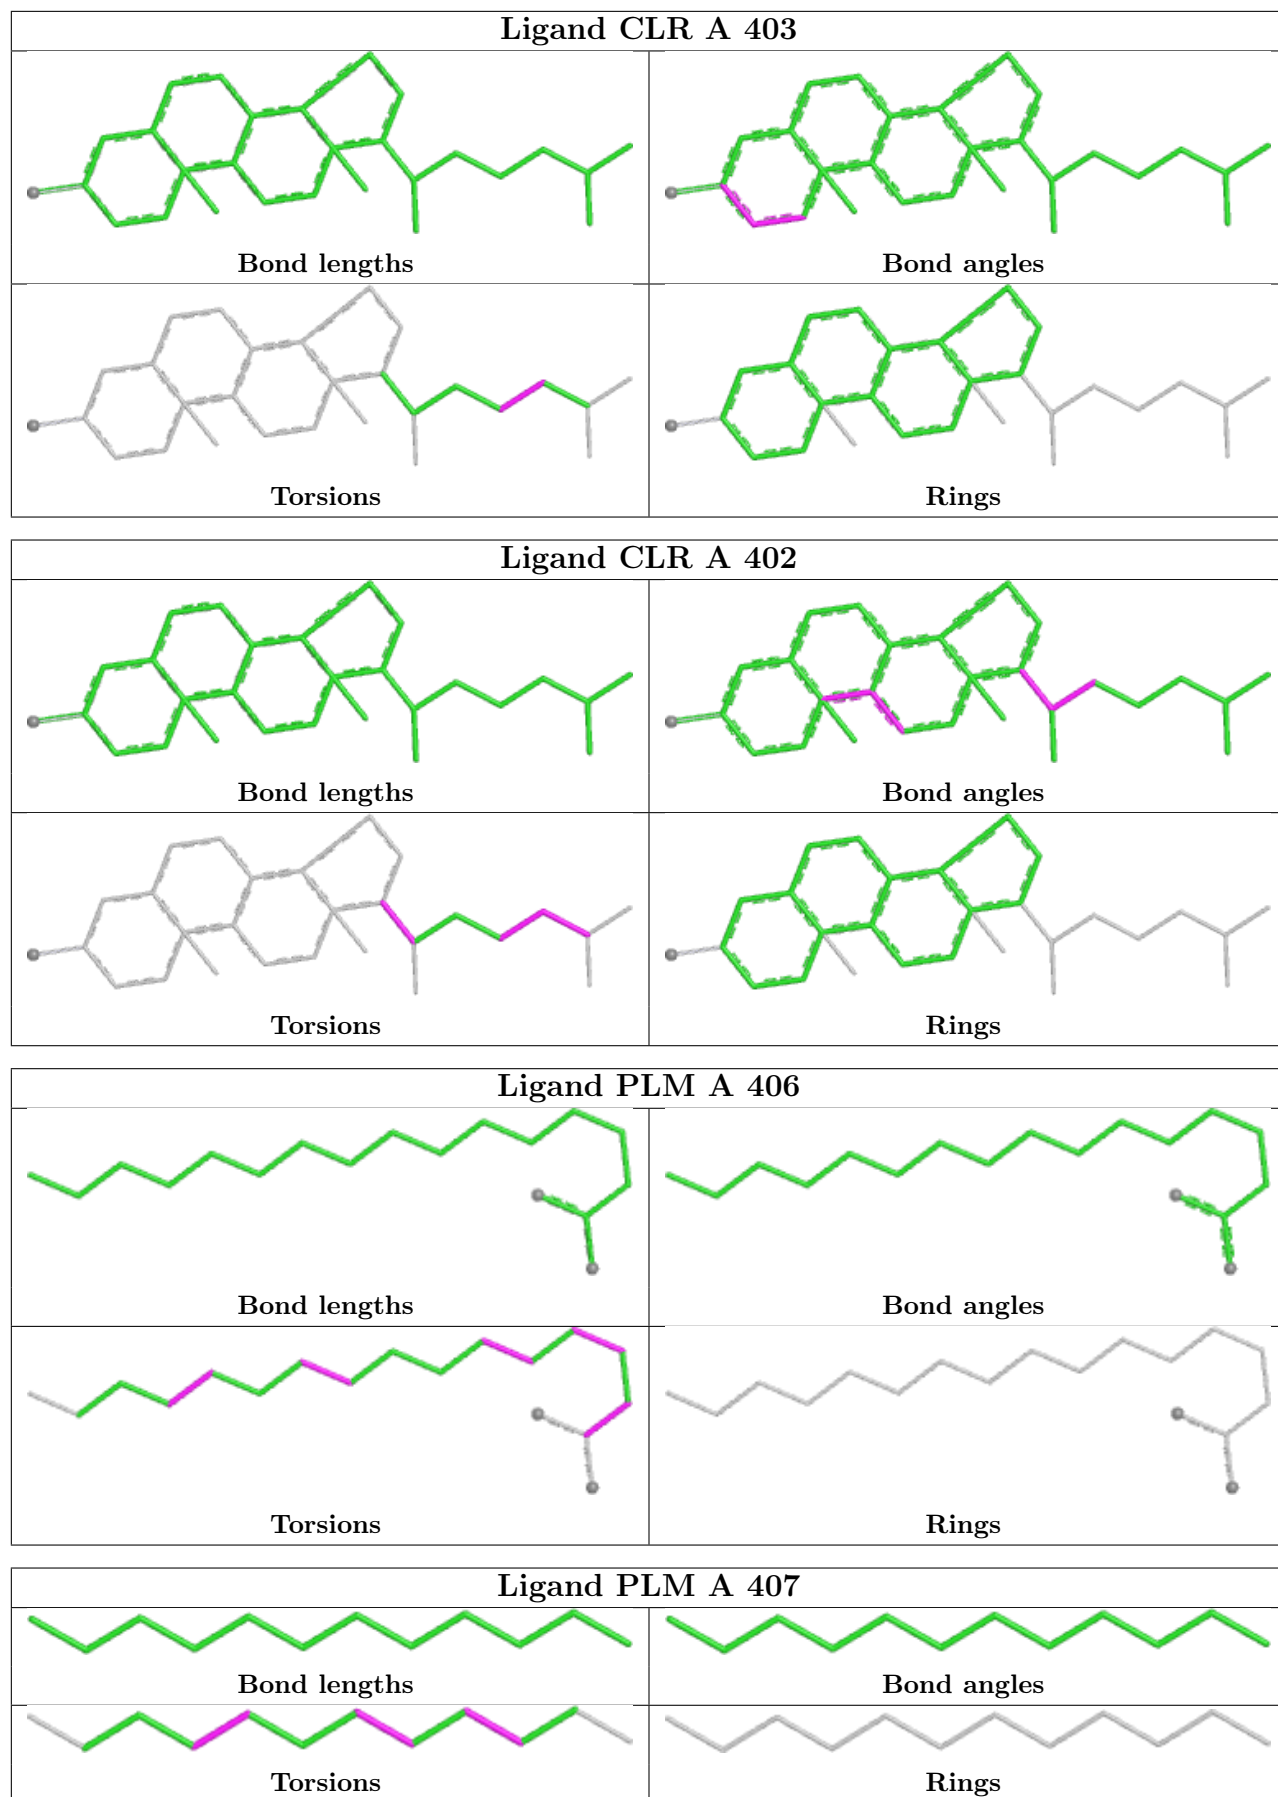 Ligand CLR A 403
Bond lengths
Bond angles
Torsions
Rings
Ligand CLR A 402
Bond lengths
Bond angles
Torsions
Rings
Ligand PLM A 406
Bond lengths
Bond angles
Torsions
Rings
Ligand PLM A 407
Bond lengths
Bond angles
Torsions
Rings